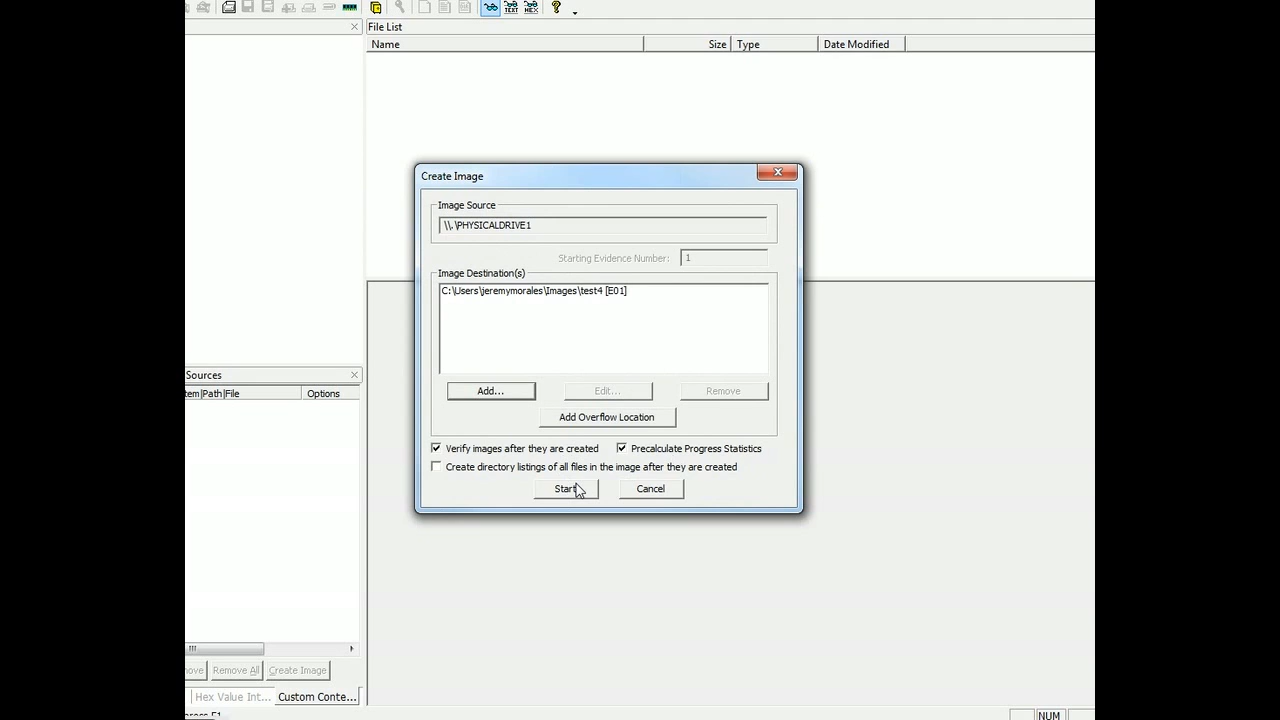 TEXT HEX ?
File List
Name Size Type Date Modified
Create Image
Image Source
\\.\PHYSICALDRIVE1
Starting Evidence Number: 1
Image Destination(s)
C:\Users\jeremymorales\Images\test4 [E01]
Add... Edit... Remove
Add Overflow Location
Verify images after they are created Precalculate Progress Statistics
Create directory listings of all files in the image after they are created
Start Cancel
Sources
tem|Path|File Options
ove Remove All Create Image
Hex Value Int... Custom Conte...
NUM